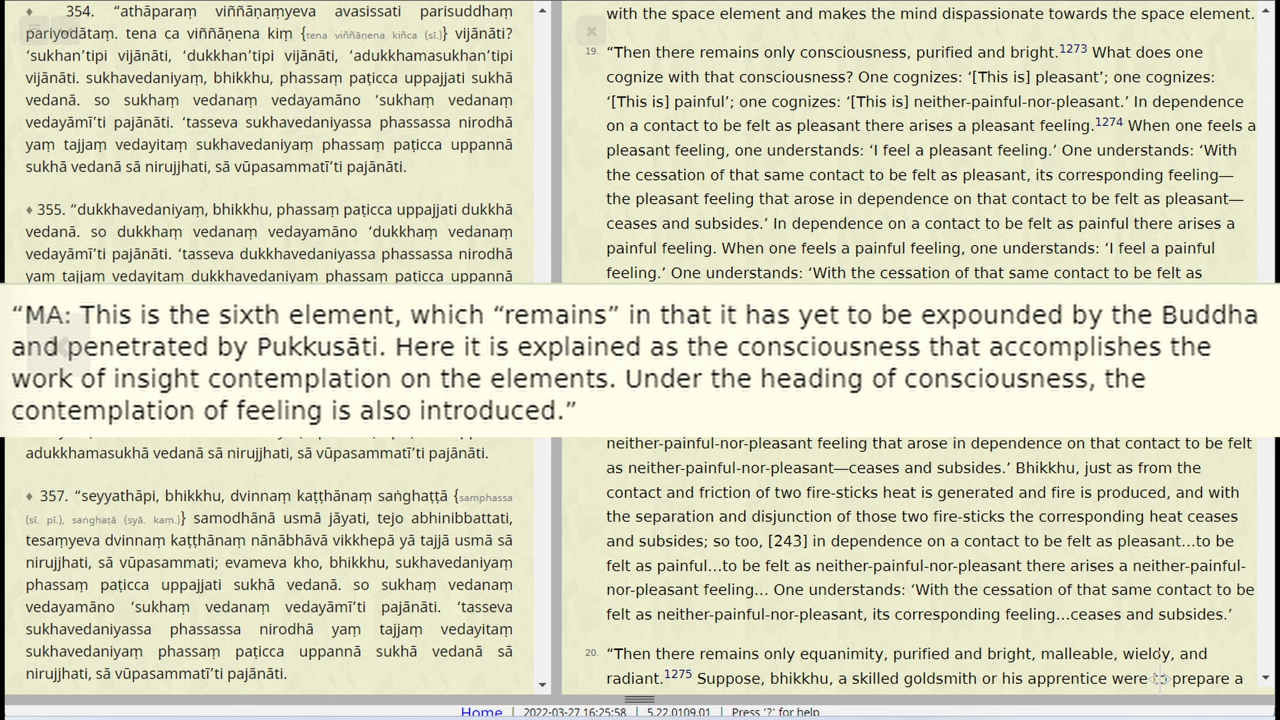 ♦ 354. “athāparaṃ viññāṇaṃyeva avasissati parisuddhaṃ
pariyodātaṃ. tena ca viññāṇena kiṃ {tena viññāṇena kiñca (sī.)} vijānāti?
‘sukhan’tipi vijānāti, ‘dukkhan’tipi vijānāti, ‘adukkhamasukhan’tipi
vijānāti. sukhavedaniyaṃ, bhikkhu, phassaṃ paṭicca uppajjati sukhā
vedanā. so sukhaṃ vedanaṃ vedayamāno ‘sukhaṃ vedanaṃ
vedayāmī’ti pajānāti. ‘tasseva sukhavedaniyassa phassassa nirodhā
yaṃ tajjaṃ vedayitaṃ sukhavedaniyaṃ phassaṃ paṭicca uppannā
sukhā vedanā sā nirujjhati, sā vūpasammatī’ti pajānāti.
♦ 355. “dukkhavedaniyaṃ, bhikkhu, phassaṃ paṭicca uppajjati dukkhā
vedanā. so dukkhaṃ vedanaṃ vedayamāno ‘dukkhaṃ vedanaṃ
vedayāmī’ti pajānāti. ‘tasseva dukkhavedaniyassa phassassa nirodhā
yaṃ tajjaṃ vedayitaṃ dukkhavedaniyaṃ phassaṃ paṭicca uppannā
adukkhamasukhā vedanā sā nirujjhati, sā vūpasammatī’ti pajānāti.
♦ 357. “seyyathāpi, bhikkhu, dvinnaṃ kaṭṭhānaṃ saṅghaṭṭā {samphassa
(sī. pī.), saṅghaṭā (syā. kaṃ.)} samodhānā usmā jāyati, tejo abhinibbattati,
tesaṃyeva dvinnaṃ kaṭṭhānaṃ nānābhāvā vikkhepā yā tajjā usmā sā
nirujjhati, sā vūpasammati; evameva kho, bhikkhu, sukhavedaniyaṃ
phassaṃ paṭicca uppajjati sukhā vedanā. so sukhaṃ vedanaṃ
vedayamāno ‘sukhaṃ vedanaṃ vedayāmī’ti pajānāti. ‘tasseva
sukhavedaniyassa phassassa nirodhā yaṃ tajjaṃ vedayitaṃ
sukhavedaniyaṃ phassaṃ paṭicca uppannā sukhā vedanā sā
nirujjhati, sā vūpasammatī’ti pajānāti.
with the space element and makes the mind dispassionate towards the space element.
19. “Then there remains only consciousness, purified and bright.1273 What does one
cognize with that consciousness? One cognizes: ‘[This is] pleasant’; one cognizes:
‘[This is] painful’; one cognizes: ‘[This is] neither-painful-nor-pleasant.’ In dependence
on a contact to be felt as pleasant there arises a pleasant feeling.1274 When one feels a
pleasant feeling, one understands: ‘I feel a pleasant feeling.’ One understands: ‘With
the cessation of that same contact to be felt as pleasant, its corresponding feeling—
the pleasant feeling that arose in dependence on that contact to be felt as pleasant—
ceases and subsides.’ In dependence on a contact to be felt as painful there arises a
painful feeling. When one feels a painful feeling, one understands: ‘I feel a painful
feeling.’ One understands: ‘With the cessation of that same contact to be felt as
“MA: This is the sixth element, which “remains” in that it has yet to be expounded by the Buddha
and penetrated by Pukkusāti. Here it is explained as the consciousness that accomplishes the
work of insight contemplation on the elements. Under the heading of consciousness, the
contemplation of feeling is also introduced.”
neither-painful-nor-pleasant feeling that arose in dependence on that contact to be felt
as neither-painful-nor-pleasant—ceases and subsides.’ Bhikkhu, just as from the
contact and friction of two fire-sticks heat is generated and fire is produced, and with
the separation and disjunction of those two fire-sticks the corresponding heat ceases
and subsides; so too, [243] in dependence on a contact to be felt as pleasant…to be
felt as painful…to be felt as neither-painful-nor-pleasant there arises a neither-painful-
nor-pleasant feeling… One understands: ‘With the cessation of that same contact to be
felt as neither-painful-nor-pleasant, its corresponding feeling…ceases and subsides.’
20. “Then there remains only equanimity, purified and bright, malleable, wieldy, and
radiant.1275 Suppose, bhikkhu, a skilled goldsmith or his apprentice were to prepare a
Home | 2022-03-27 16:25:58 | 5.22.0109.01 | Press '?' for help